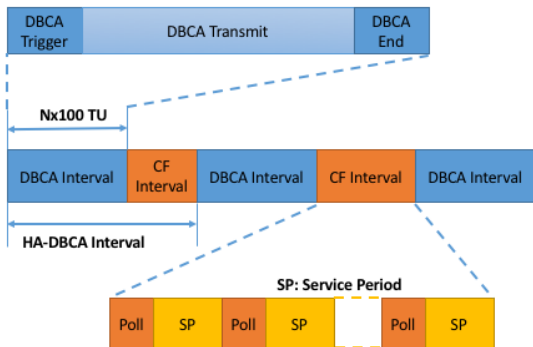 DBCA
Trigger
DBCA Transmit
DBCA
End
Nx100 TU
DBCA Interval
CF
Interval
DBCA Interval
CF Interval
DBCA Interval
HA-DBCA Interval
SP: Service Period
Poll
SP
Poll
SP
Poll
SP